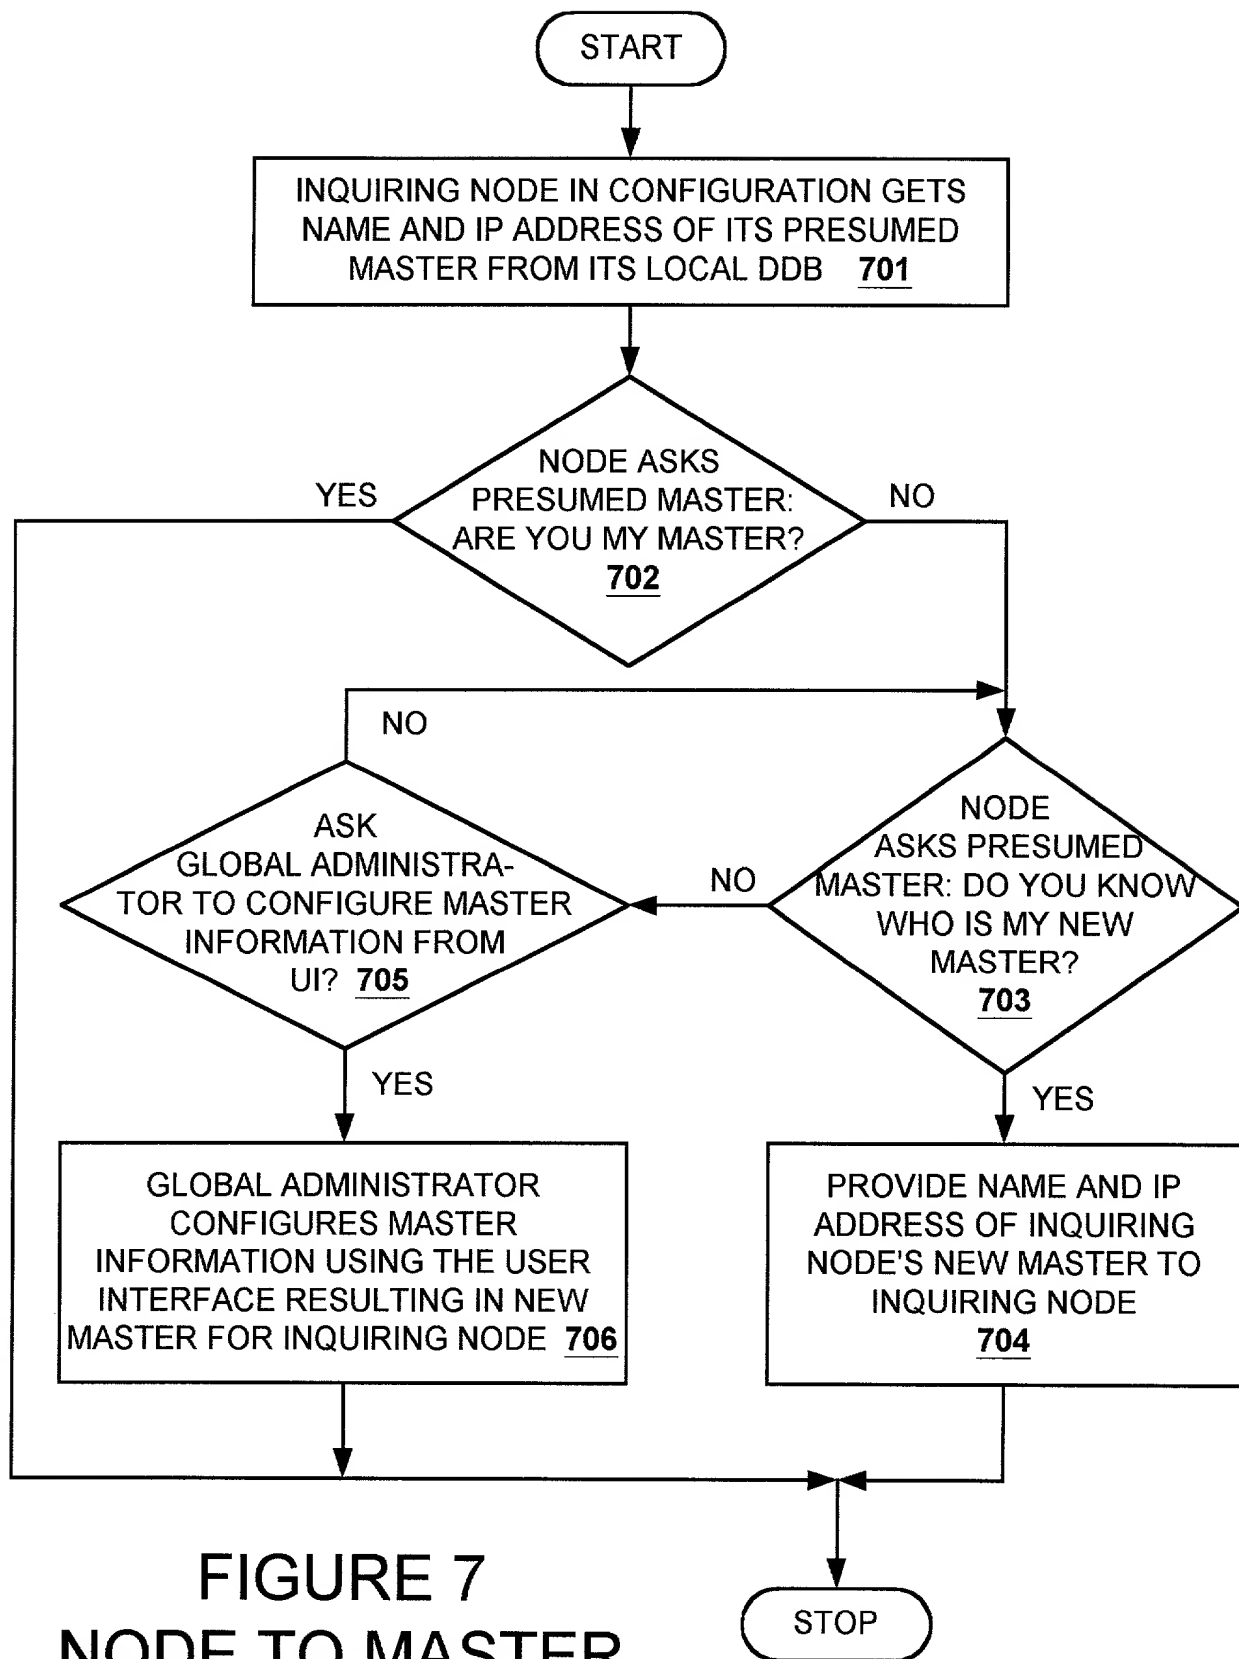 START
INQUIRING NODE IN CONFIGURATION GETS
NAME AND IP ADDRESS OF ITS PRESUMED
MASTER FROM ITS LOCAL DDB 701
NODE ASKS
PRESUMED MASTER:
ARE YOU MY MASTER?
702
YES
NO
NO
ASK
GLOBAL ADMINISTRA-
TOR TO CONFIGURE MASTER
INFORMATION FROM
UI? 705
NO
NODE
ASKS PRESUMED
MASTER: DO YOU KNOW
WHO IS MY NEW
MASTER?
703
YES
YES
GLOBAL ADMINISTRATOR
CONFIGURES MASTER
INFORMATION USING THE USER
INTERFACE RESULTING IN NEW
MASTER FOR INQUIRING NODE 706
PROVIDE NAME AND IP
ADDRESS OF INQUIRING
NODE'S NEW MASTER TO
INQUIRING NODE
704
FIGURE 7
NODE TO MASTER
STOP